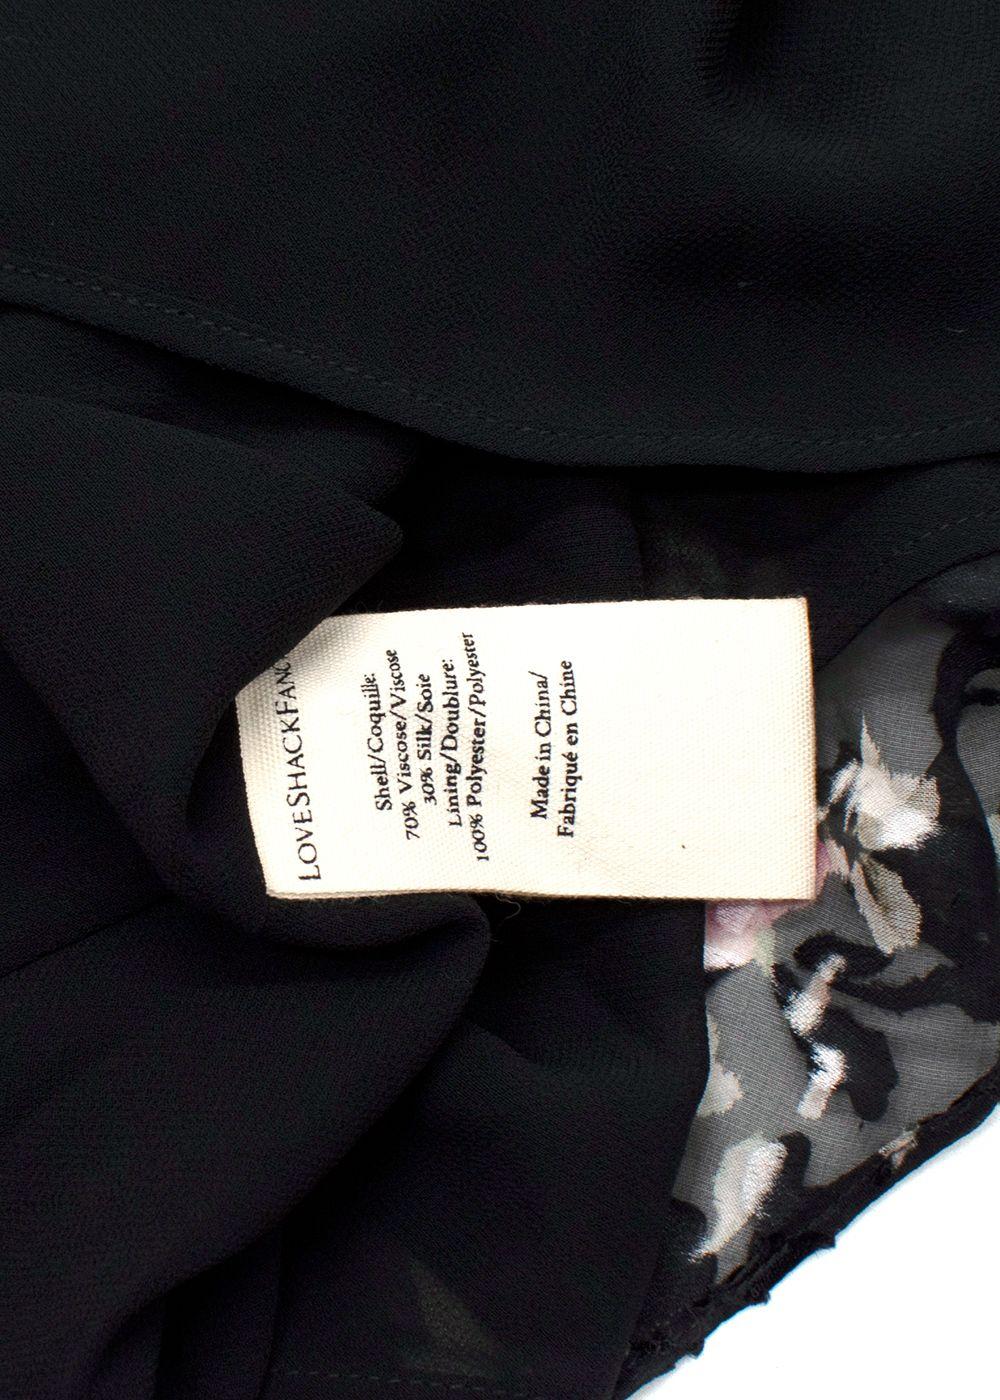 LOVESHACKFANC
Shell/Coquille:
70% Viscose/Viscose
30% Silk/Soie
Lining/Doublure:
100% Polyester/Polyester
Made in China/
Fabriqué en Chine